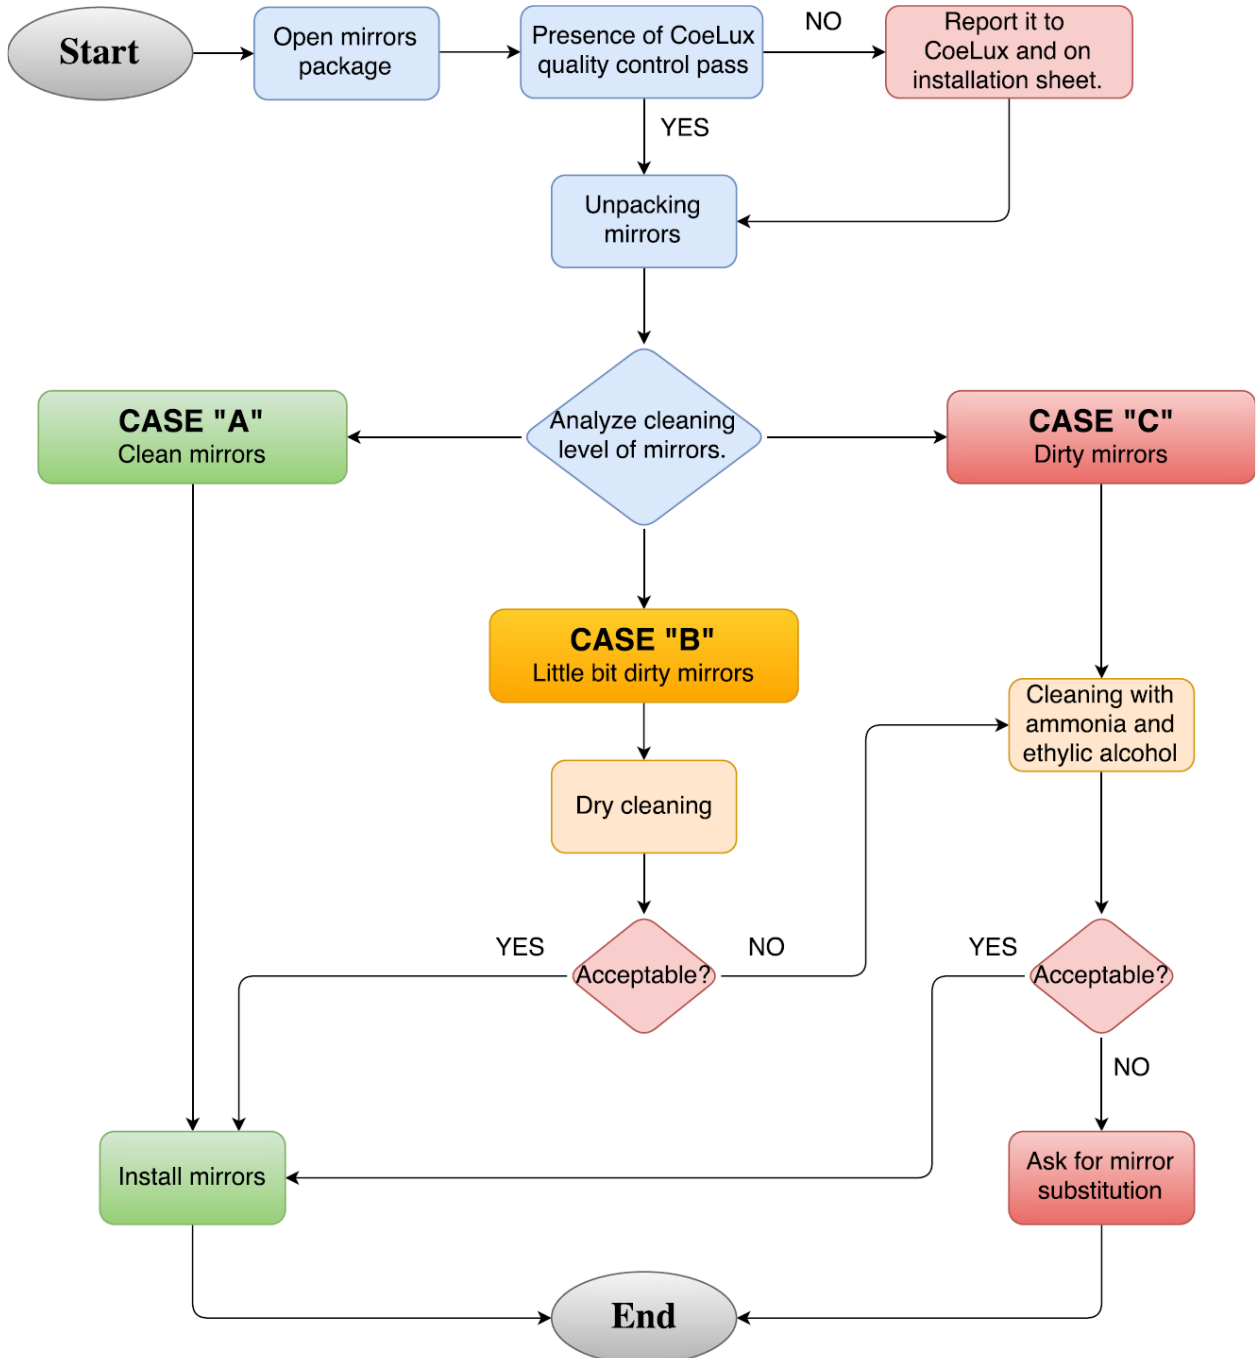 Start
Open mirrors
package
Presence of CoeLux
quality control pass
NO
Report it to
CoeLux and on
installation sheet.
YES
Unpacking
mirrors
Analyze cleaning
level of mirrors.
CASE "A"
Clean mirrors
CASE "C"
Dirty mirrors
CASE "B"
Little bit dirty mirrors
Cleaning with
ammonia and
ethylic alcohol
Dry cleaning
YES
Acceptable?
NO
YES
Acceptable?
NO
Install mirrors
Ask for mirror
substitution
End